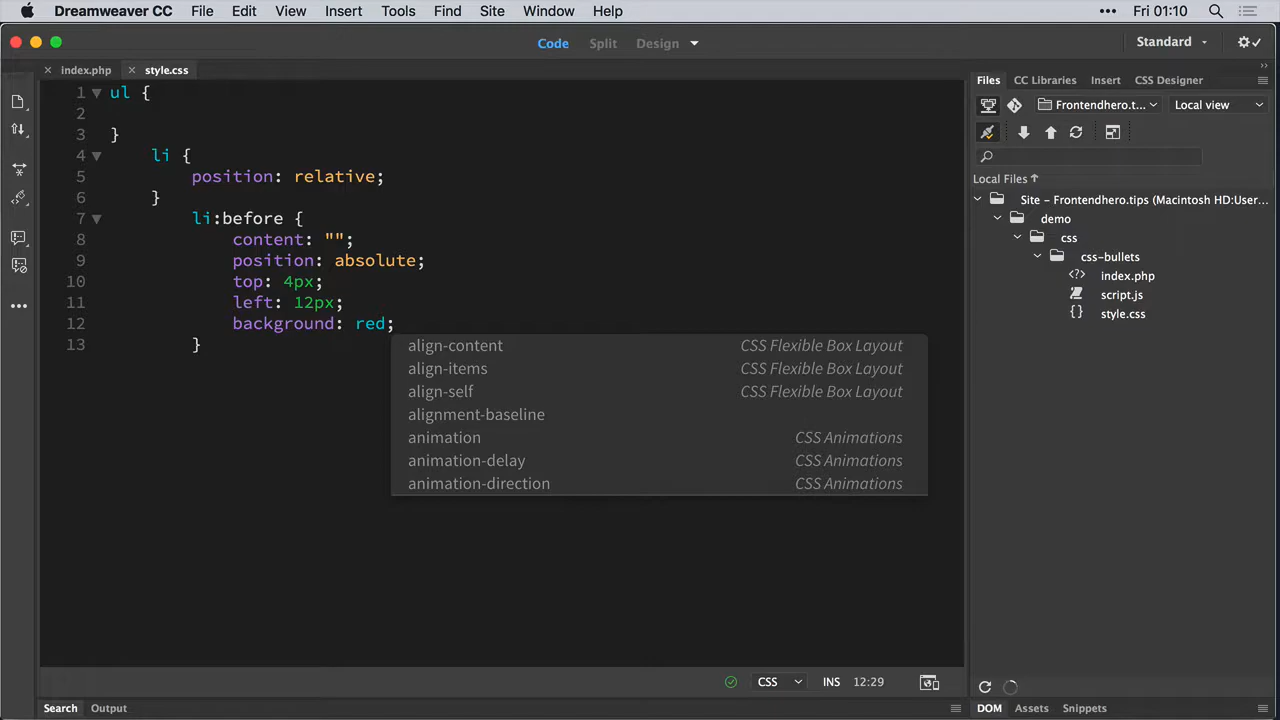 Dreamweaver CC File Edit View Insert Tools Find Site Window Help ••• Fri 01:10
Code Split Design Standard
index.php style.css
Files CC Libraries Insert CSS Designer
Frontendhero.t... Local view
Local Files
Site – Frontendhero.tips (Macintosh HD:User...
demo
css
css-bullets
<?> index.php
script.js
{} style.css
1 ul {
2
3 }
4 li {
5 position: relative;
6 }
7 li:before {
8 content: "";
9 position: absolute;
10 top: 4px;
11 left: 12px;
12 background: red;
13 }
align-content CSS Flexible Box Layout
align-items CSS Flexible Box Layout
align-self CSS Flexible Box Layout
alignment-baseline
animation CSS Animations
animation-delay CSS Animations
animation-direction CSS Animations
CSS INS 12:29
Search Output
DOM Assets Snippets